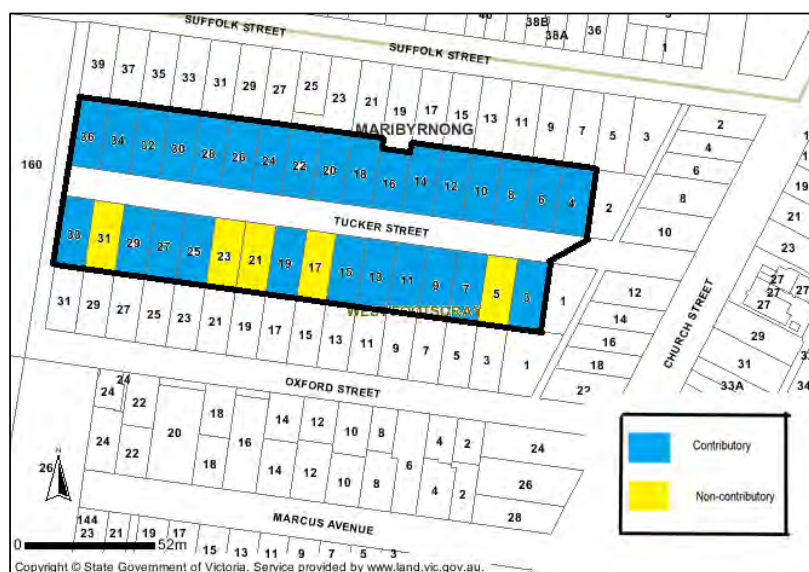 38B
38A 36
1
SUFFOLK STREET
SUFFOLK STREET
39 37 35 33 31 29 27 25 23 21 19 17 15 13 11 9 7 5 3
MARIBYRNONG
2
4
6
8
10
160
36 34 32 30 28 26 24 22 20 18 16 14 12 10 8 6 4 2
TUCKER STREET
33 31 29 27 25 23 21 19 17 15 13 11 9 7 5 3 1
12
14
16
18
22
CHURCH STREET
15
17
19
21
23
27 27
27
29
31
33A 34
31 29 27 25 23 21 19 17 15 13 11 9 7 5 3 1
OXFORD STREET
24 24 22 20 18 16 14 12 10 8 4 2 24
24 22 18 14 12 10 8 6 4 2 26
28
26
N
MARCUS AVENUE
144
23 21 19 17 15 13 11 9 7 5 3
Contributory
Non-contributory
0 52m
Copyright © State Government of Victoria. Service provided by www.land.vic.gov.au.